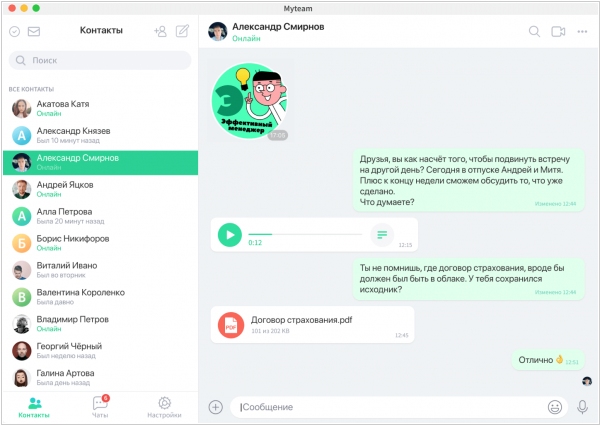 Myteam
Контакты
Поиск
ВСЕ КОНТАКТЫ
Акатова Катя
Онлайн
А
Александр Князев
Был 10 минут назад
Александр Смирнов
Онлайн
Андрей Яцков
Онлайн
А
Алла Петрова
Была 20 минут назад
Б
Борис Никифоров
Онлайн
Виталий Ивано
Был во вторник
В
Валентина Короленко
Была давно
Владимир Петров
Онлайн
Георгий Чёрный
Был неделю назад
Галина Артова
Была день назад
Контакты
6
Чаты
Настройки
Александр Смирнов
Онлайн
Э
Эффективный
менеджер
17:05
Друзья, вы как насчёт того, чтобы подвинуть встречу
на другой день? Сегодня в отпуске Андрей и Митя.
Плюс к концу недели сможем обсудить то, что уже
сделано.
Что думаете?
Изменено 12:44
0:12
12:15
Ты не помнишь, где договор страхования, вроде бы
должен был быть в облаке. У тебя сохранился
исходник?
Изменено 12:44
PDF
Договор страхования.pdf
101 из 202 KB
12:45
Отлично 👌 12:51
Сообщение